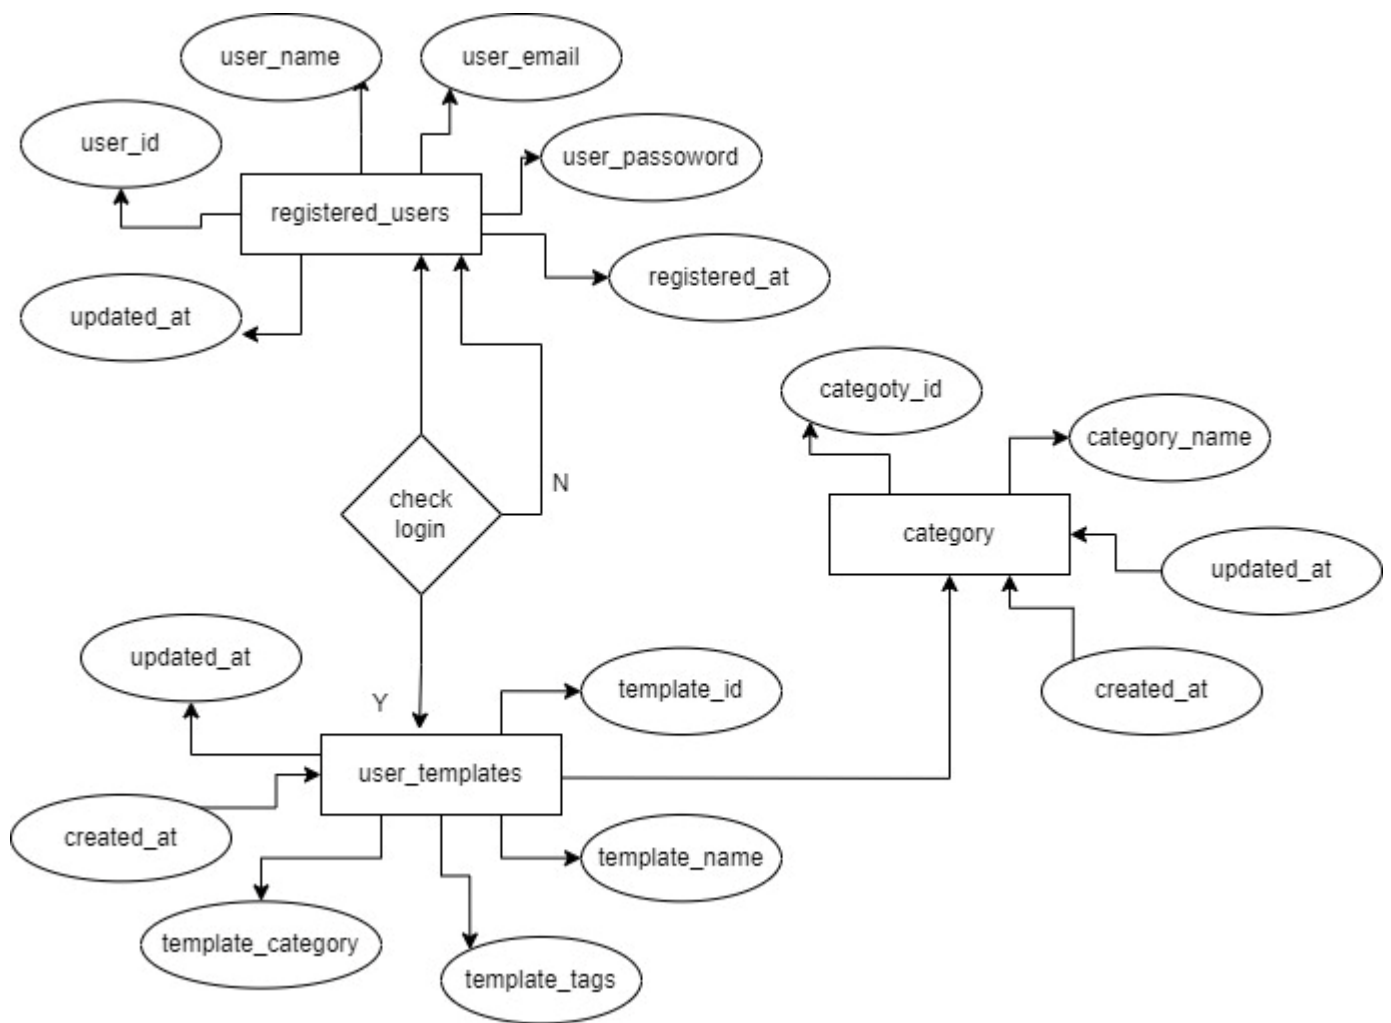 user_name
user_email
user_id
user_passoword
registered_users
registered_at
updated_at
categoty_id
category_name
check
login
N
category
updated_at
updated_at
template_id
created_at
Y
user_templates
created_at
template_name
template_category
template_tags